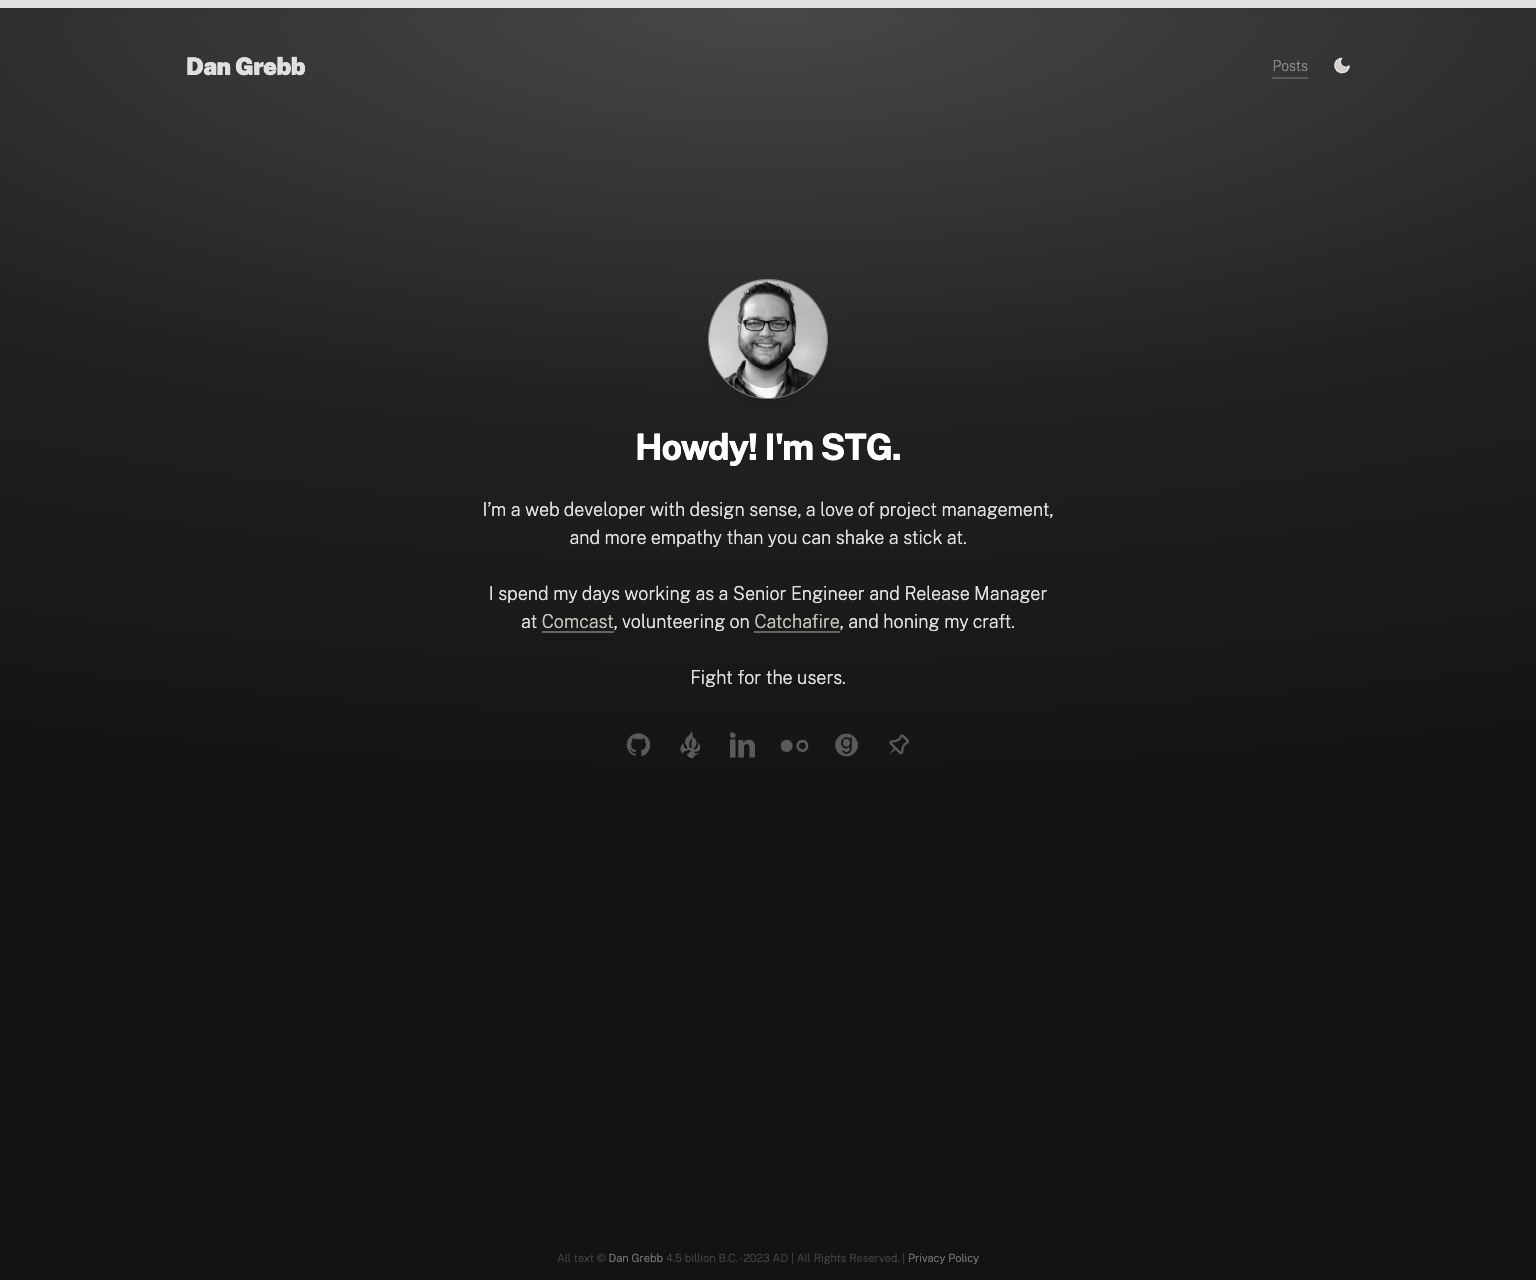 Dan Grebb
Posts
Howdy! I'm STG.
I’m a web developer with design sense, a love of project management,
and more empathy than you can shake a stick at.
I spend my days working as a Senior Engineer and Release Manager
at Comcast, volunteering on Catchafire, and honing my craft.
Fight for the users.
All text © Dan Grebb 4.5 billion B.C.-2023 AD | All Rights Reserved. | Privacy Policy